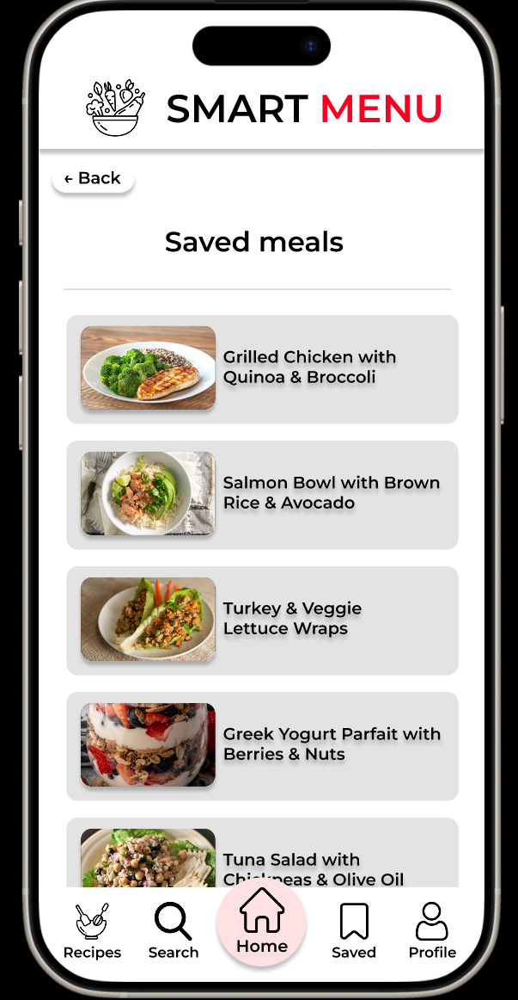 SMART MENU
← Back
Saved meals
Grilled Chicken with
Quinoa & Broccoli
Salmon Bowl with Brown
Rice & Avocado
Turkey & Veggie
Lettuce Wraps
Greek Yogurt Parfait with
Berries & Nuts
Tuna Salad with
Chickpeas & Olive Oil
Recipes
Search
Home
Saved
Profile